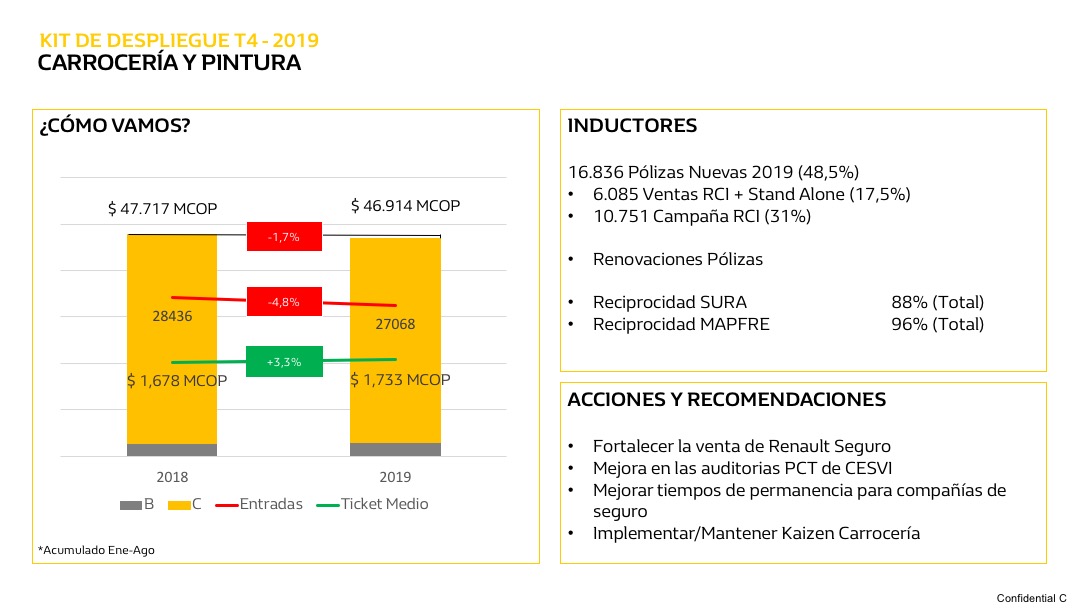 KIT DE DESPLIEGUE T4 - 2019
CARROCERÍA Y PINTURA
¿CÓMO VAMOS?
$ 47.717 MCOP
$ 46.914 MCOP
-1,7%
-4,8%
28436
27068
+3,3%
$ 1,678 MCOP
$ 1,733 MCOP
2018
2019
B
C
Entradas
Ticket Medio
*Acumulado Ene-Ago
INDUCTORES
16.836 Pólizas Nuevas 2019 (48,5%)
• 6.085 Ventas RCI + Stand Alone (17,5%)
• 10.751 Campaña RCI (31%)
• Renovaciones Pólizas
• Reciprocidad SURA 88% (Total)
• Reciprocidad MAPFRE 96% (Total)
ACCIONES Y RECOMENDACIONES
• Fortalecer la venta de Renault Seguro
• Mejora en las auditorias PCT de CESVI
• Mejorar tiempos de permanencia para compañías de
seguro
• Implementar/Mantener Kaizen Carrocería
Confidential C